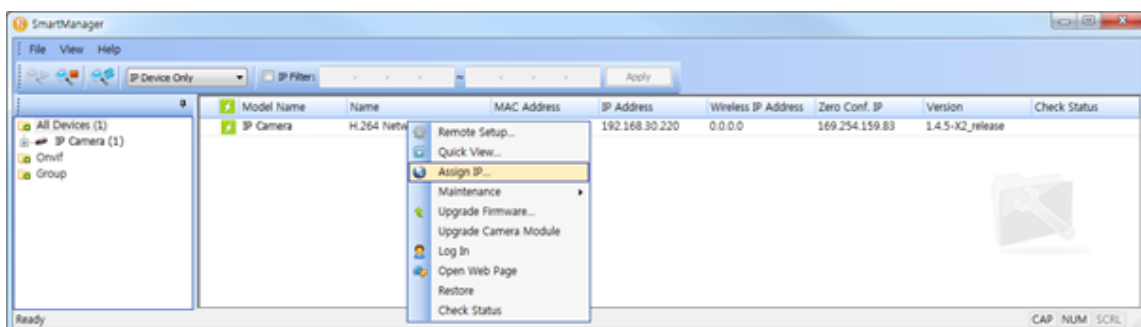 SmartManager
File View Help
IP Device Only IP Filter: ~ Apply
Model Name Name MAC Address IP Address Wireless IP Address Zero Conf. IP Version Check Status
All Devices (1) IP Camera H.264 Netw 192.168.30.220 0.0.0.0 169.254.159.83 1.4.5-X2_release
IP Camera (1)
Onvif
Group
Remote Setup...
Quick View...
Assign IP...
Maintenance
Upgrade Firmware...
Upgrade Camera Module
Log In
Open Web Page
Restore
Check Status
Ready CAP NUM SCRL